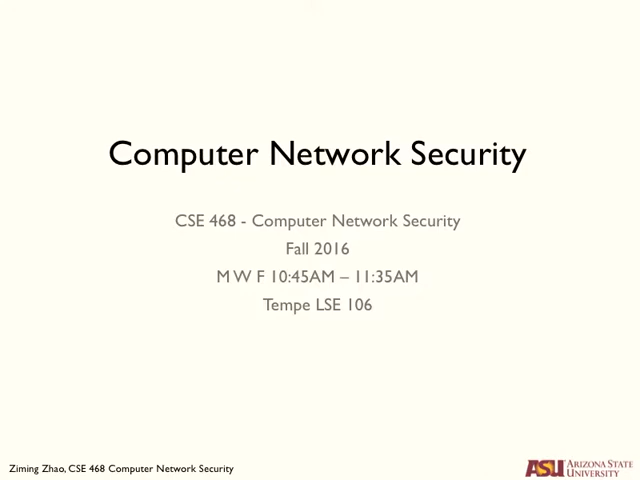 Computer Network Security
CSE 468 - Computer Network Security
Fall 2016
M W F 10:45AM – 11:35AM
Tempe LSE 106
Ziming Zhao, CSE 468 Computer Network Security
ASU ARIZONA STATE
UNIVERSITY